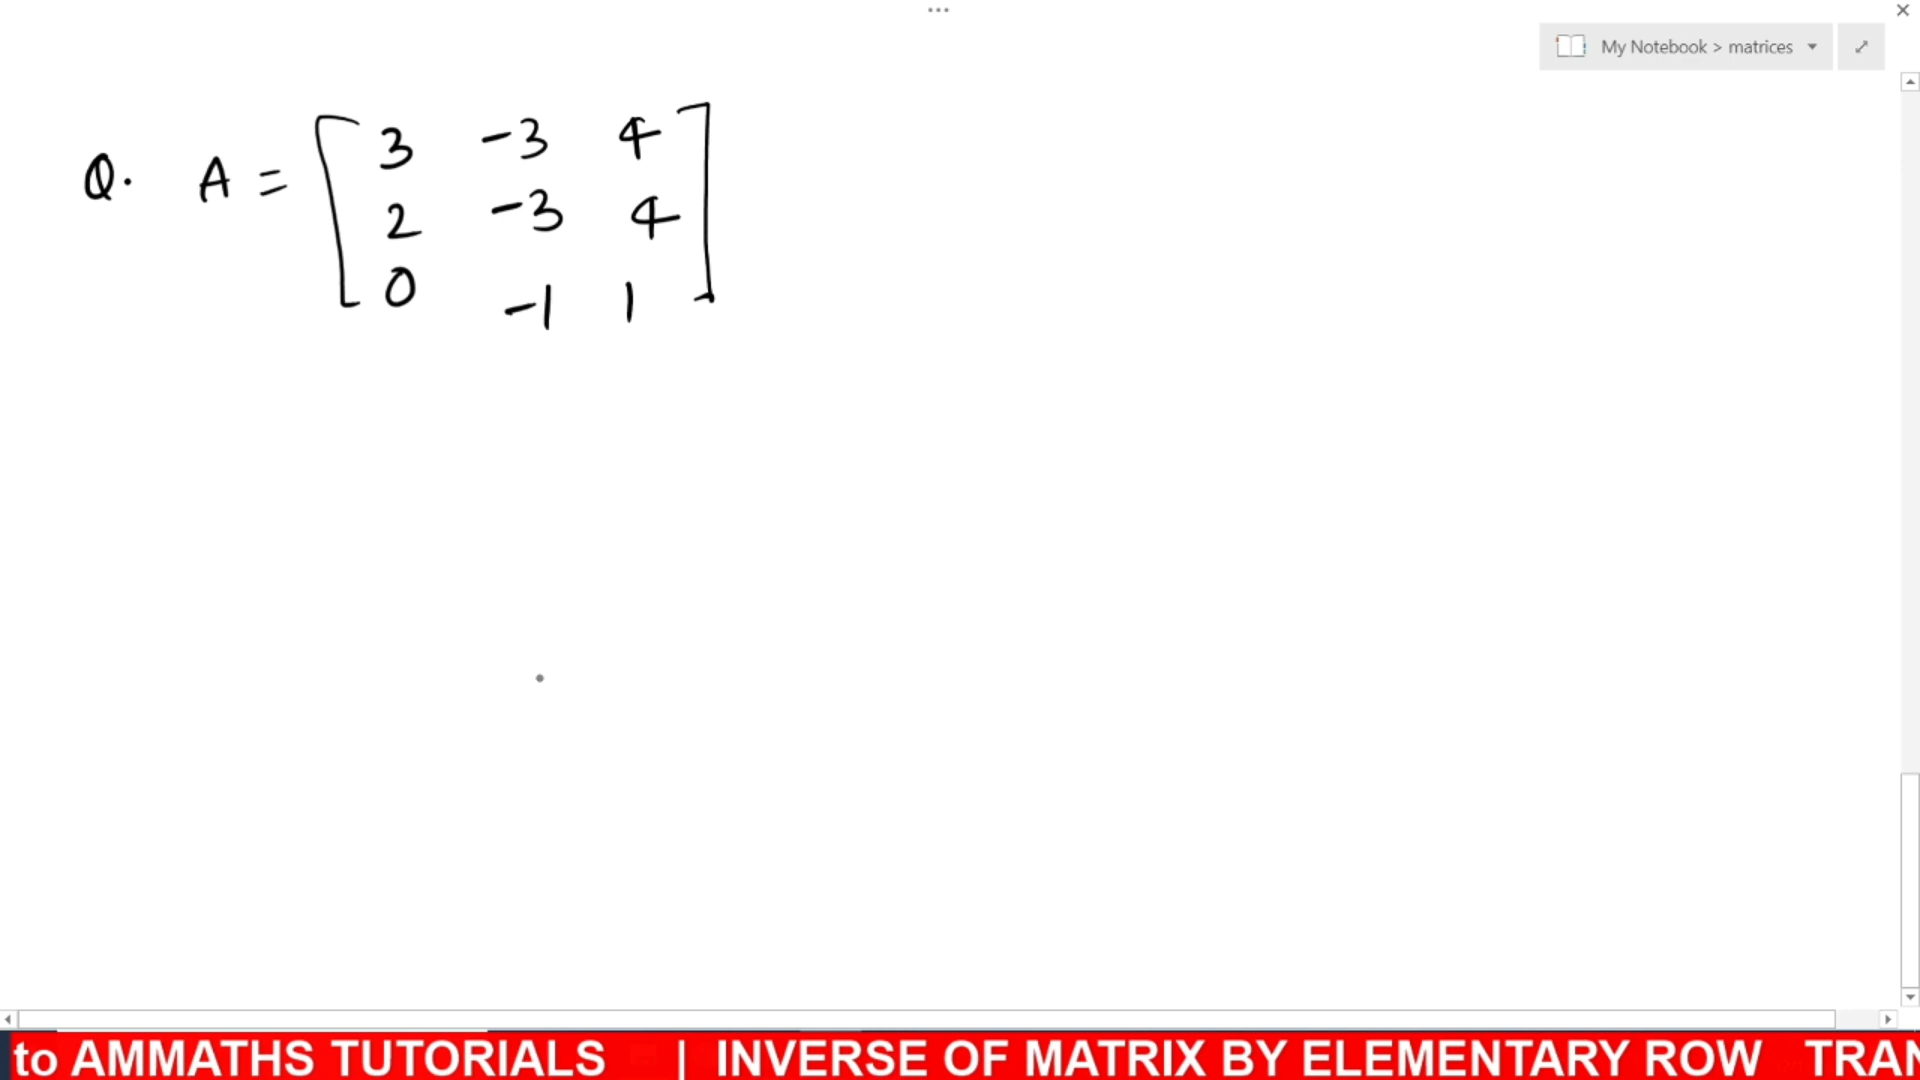 ...
My Notebook > matrices
Q. A = [ 3 -3 4
2 -3 4
0 -1 1 ]
to AMMATHS TUTORIALS | INVERSE OF MATRIX BY ELEMENTARY ROW TRAN